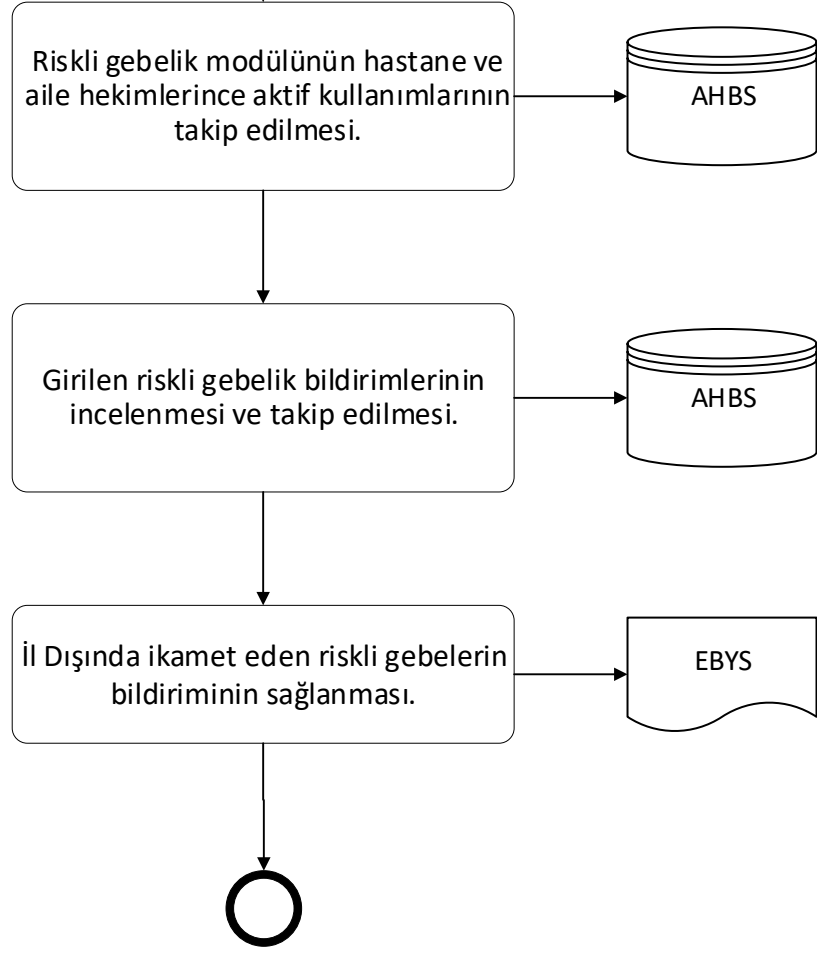 Riskli gebelik modülünün hastane ve
aile hekimlerince aktif kullanımlarının
takip edilmesi.
AHBS
Girilen riskli gebelik bildirimlerinin
incelenmesi ve takip edilmesi.
AHBS
İl Dışında ikamet eden riskli gebelerin
bildiriminin sağlanması.
EBYS